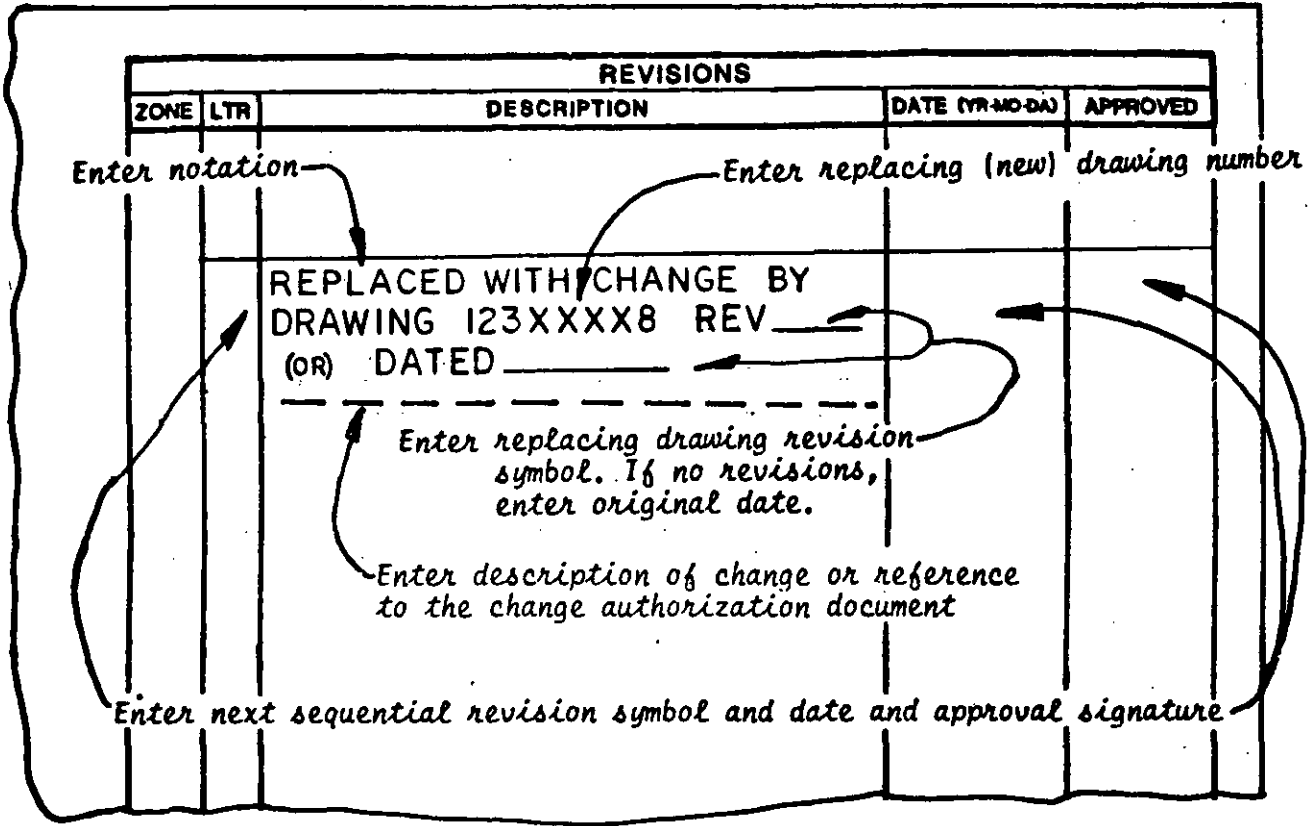 REVISIONS
ZONE LTR DESCRIPTION DATE (YR-MO-DA) APPROVED
Enter notation
Enter replacing (new) drawing number
REPLACED WITH CHANGE BY
DRAWING 123XXXX8 REV____
(OR) DATED________
Enter replacing drawing revision
symbol. If no revisions,
enter original date.
Enter description of change or reference
to the change authorization document
Enter next sequential revision symbol and date and approval signature